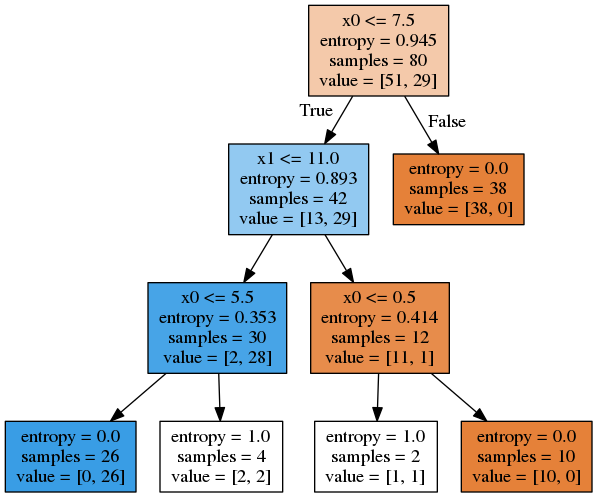 x0 <= 7.5
entropy = 0.945
samples = 80
value = [51, 29]
True
False
x1 <= 11.0
entropy = 0.893
samples = 42
value = [13, 29]
entropy = 0.0
samples = 38
value = [38, 0]
x0 <= 5.5
entropy = 0.353
samples = 30
value = [2, 28]
x0 <= 0.5
entropy = 0.414
samples = 12
value = [11, 1]
entropy = 0.0
samples = 26
value = [0, 26]
entropy = 1.0
samples = 4
value = [2, 2]
entropy = 1.0
samples = 2
value = [1, 1]
entropy = 0.0
samples = 10
value = [10, 0]